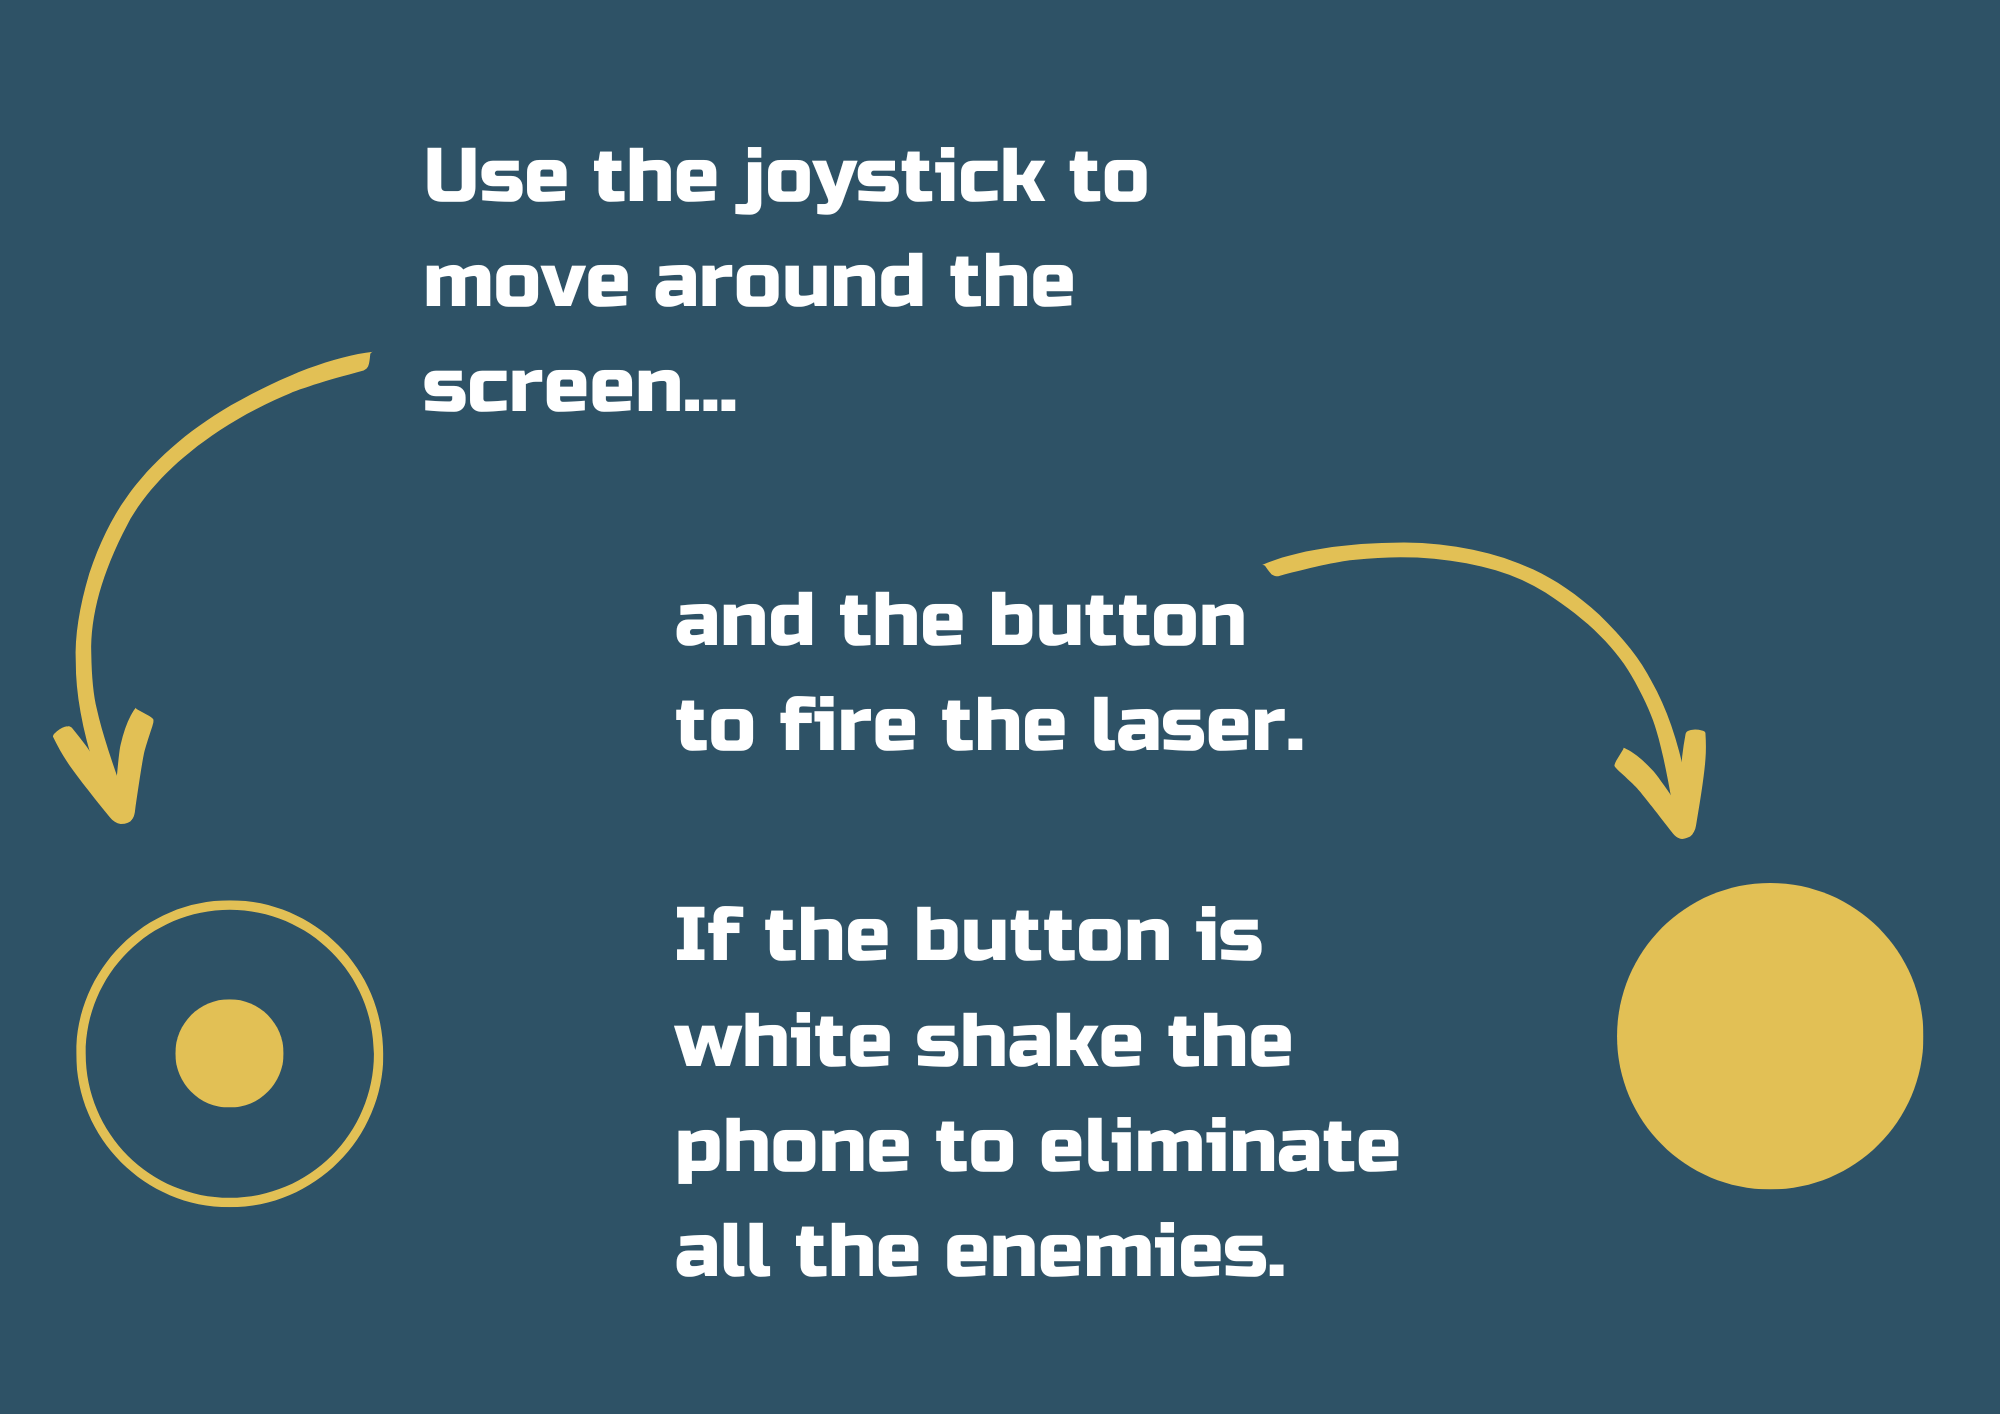 Use the joystick to
move around the
screen...
and the button
to fire the laser.
If the button is
white shake the
phone to eliminate
all the enemies.